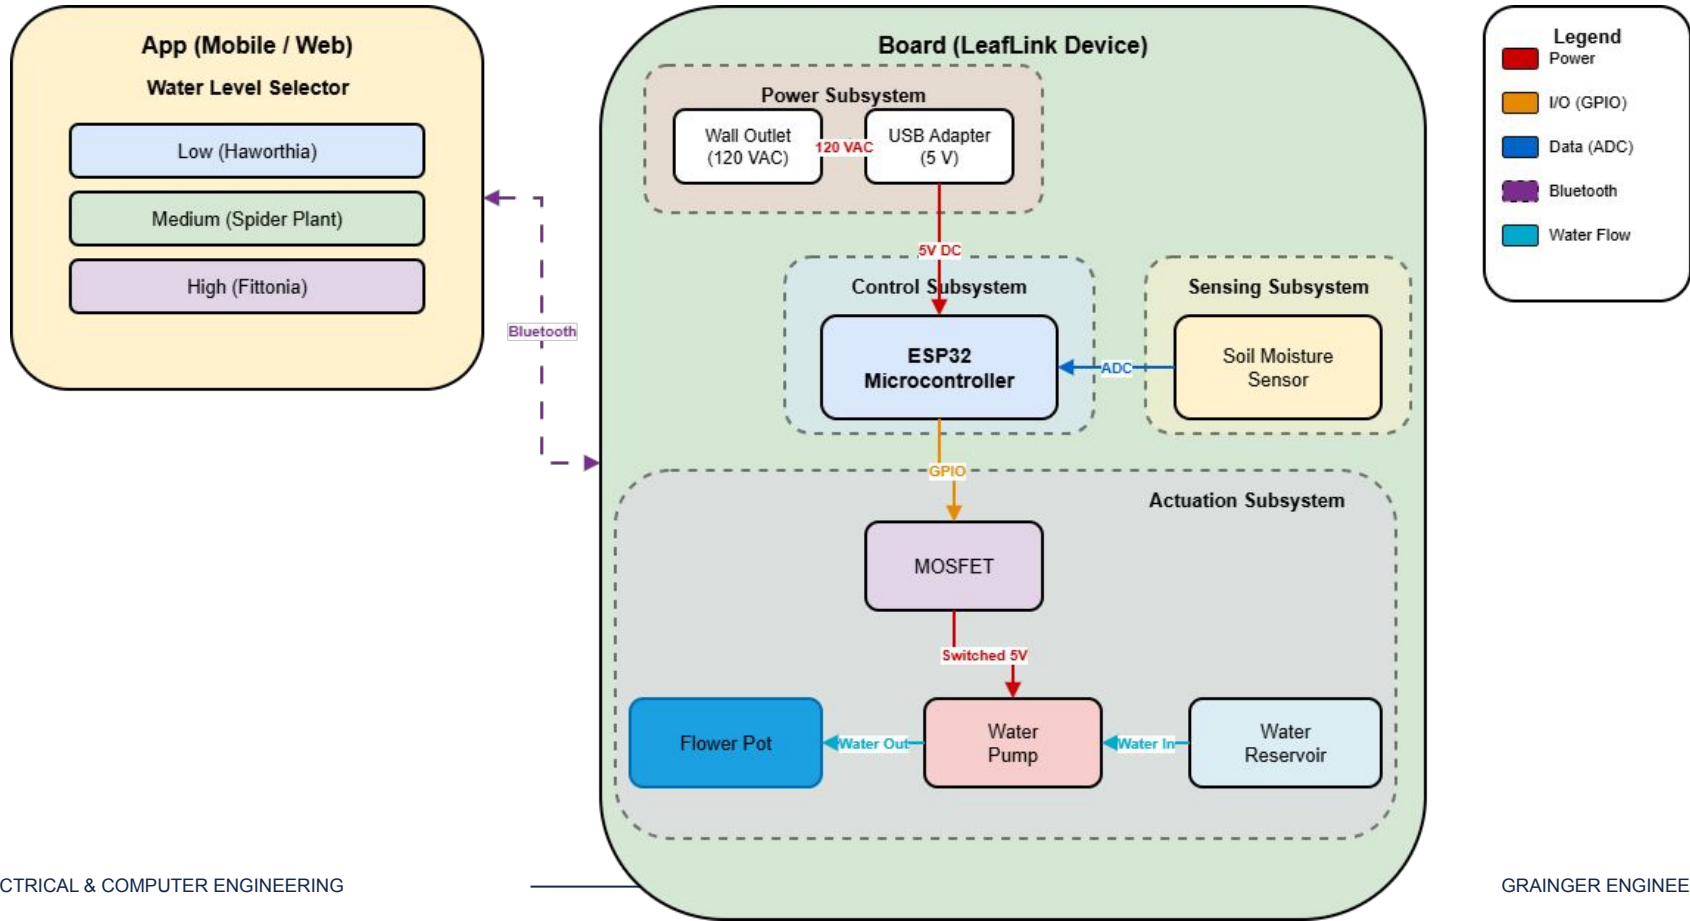 App (Mobile / Web)
Water Level Selector
Low (Haworthia)
Medium (Spider Plant)
High (Fittonia)
Bluetooth
Board (LeafLink Device)
Power Subsystem
Wall Outlet
(120 VAC)
120 VAC
USB Adapter
(5 V)
5V DC
Control Subsystem
ESP32
Microcontroller
ADC
Sensing Subsystem
Soil Moisture
Sensor
GPIO
Actuation Subsystem
MOSFET
Switched 5V
Flower Pot
Water Out
Water
Pump
Water In
Water
Reservoir
Legend
Power
I/O (GPIO)
Data (ADC)
Bluetooth
Water Flow
CTRICAL & COMPUTER ENGINEERING
GRAINGER ENGINEE